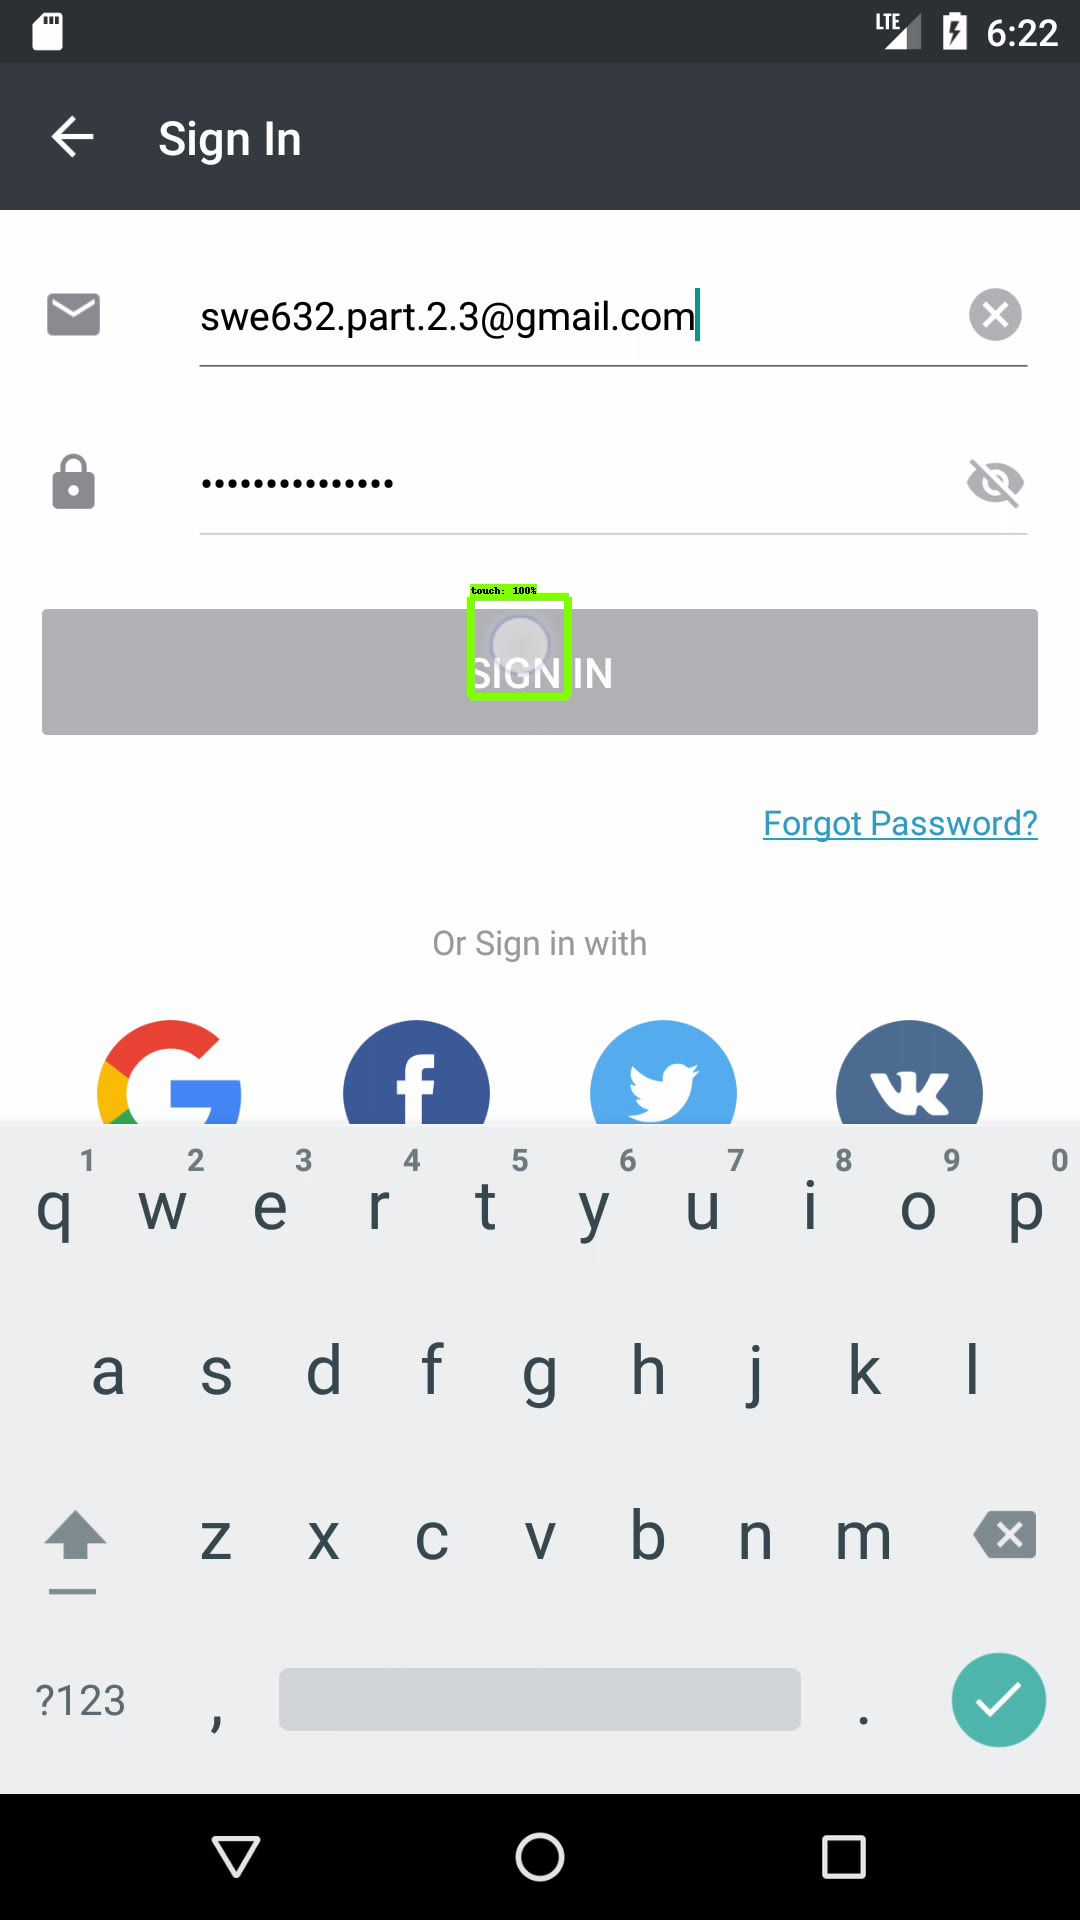 LTE 6:22
Sign In
swe632.part.2.3@gmail.com
•••••••••••••••
touch: 100%
SIGN IN
Forgot Password?
Or Sign in with
1 2 3 4 5 6 7 8 9 0
q w e r t y u i o p
a s d f g h j k l
z x c v b n m
?123 , .